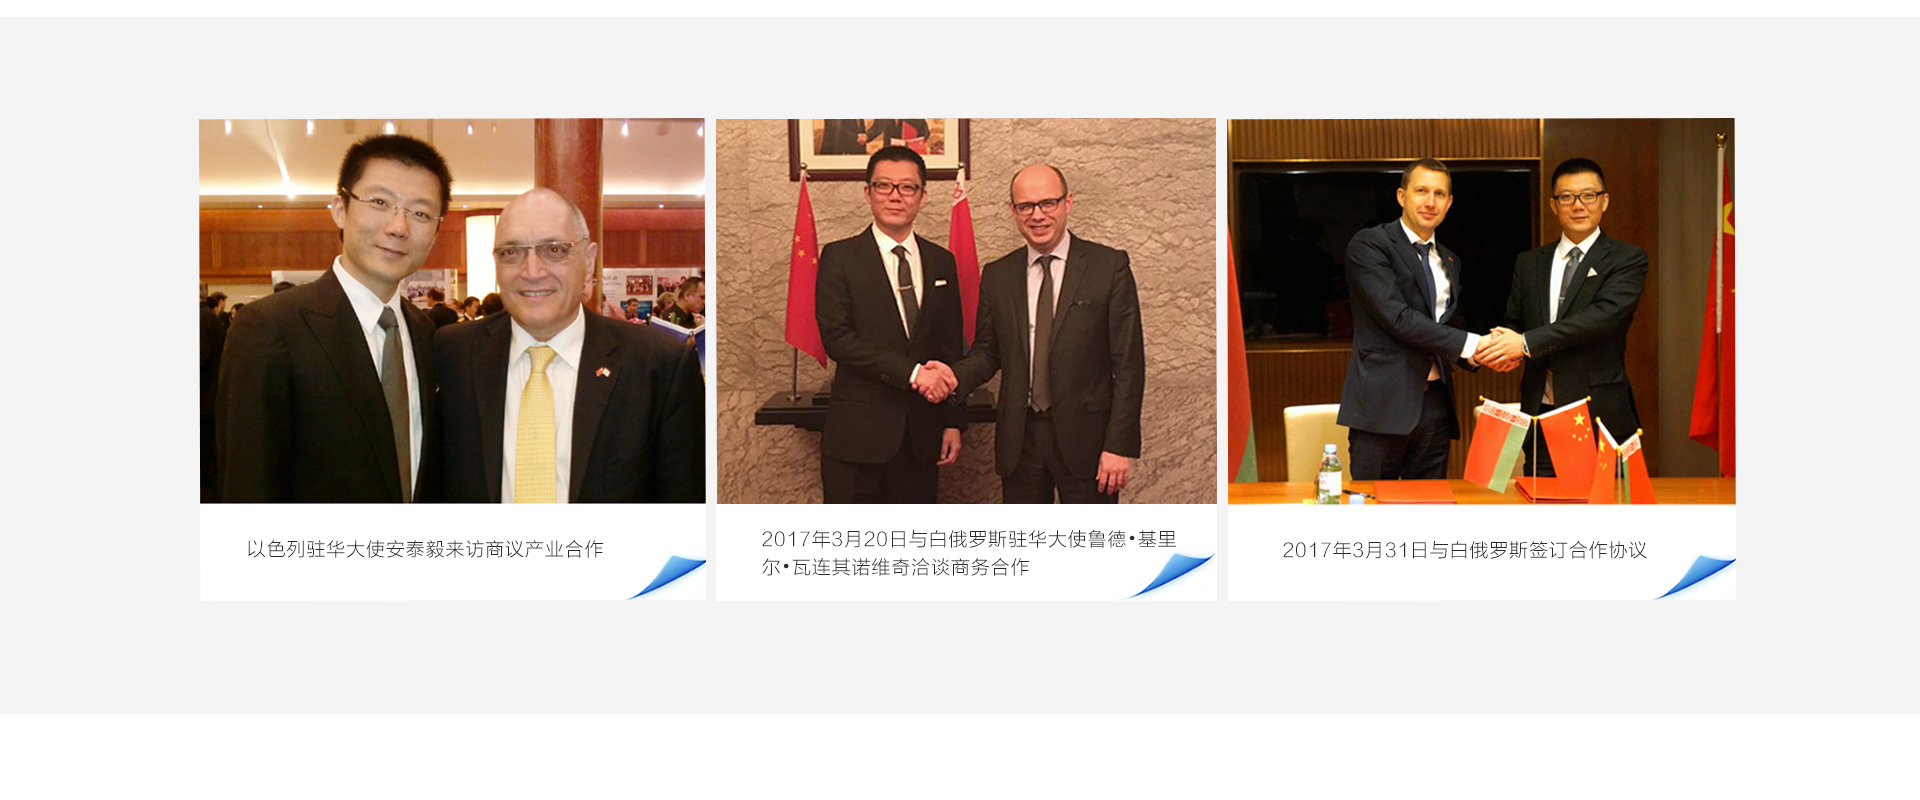 以色列驻华大使安泰毅来访商议产业合作
2017年3月20日与白俄罗斯驻华大使鲁德•基里
尔•瓦连其诺维奇洽谈商务合作
2017年3月31日与白俄罗斯签订合作协议